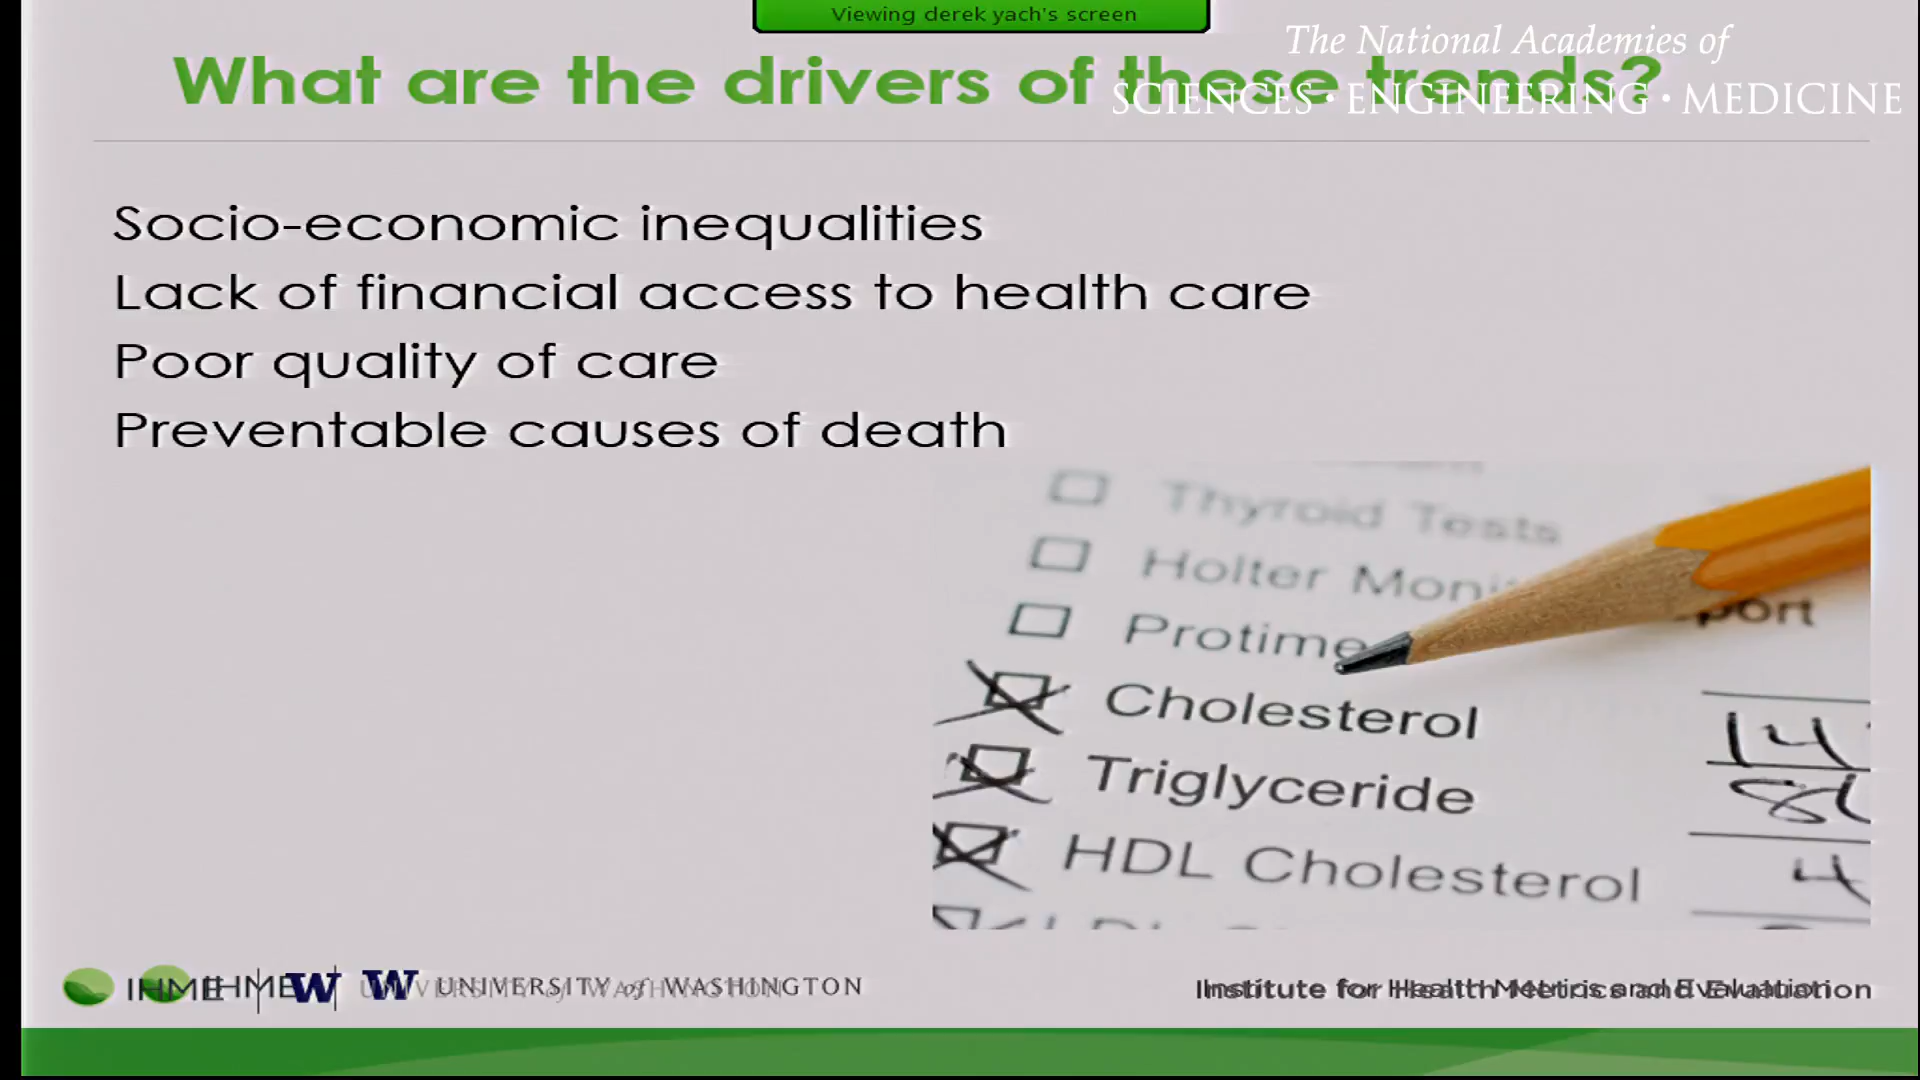 Viewing derek yach's screen
The National Academies of
SCIENCES · ENGINEERING · MEDICINE
What are the drivers of these trends?
Socio-economic inequalities
Lack of financial access to health care
Poor quality of care
Preventable causes of death
Thyroid Tests
Holter
Protime
Cholesterol
Triglyceride
HDL Cholesterol
IHME IHME W W UNIVERSITY of WASHINGTON
Institute for Health Metrics and Evaluation